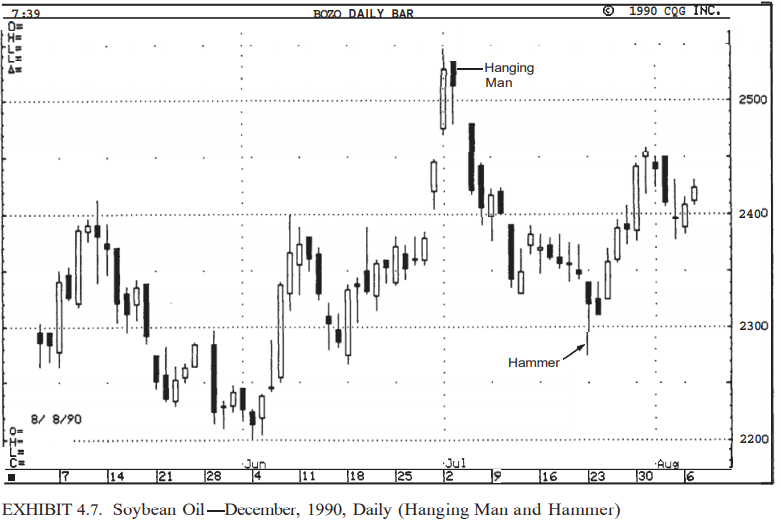 7:39 BOZO DAILY BAR © 1990 CQG INC.
O=
H=
L=
L=
Δ=
Hanging
Man
2500
2400
2300
Hammer
8/ 8/90
O=
H=
L=
C=
2200
Jun Jul Aug
7 14 21 28 4 11 18 25 2 9 16 23 30 6
EXHIBIT 4.7. Soybean Oil—December, 1990, Daily (Hanging Man and Hammer)